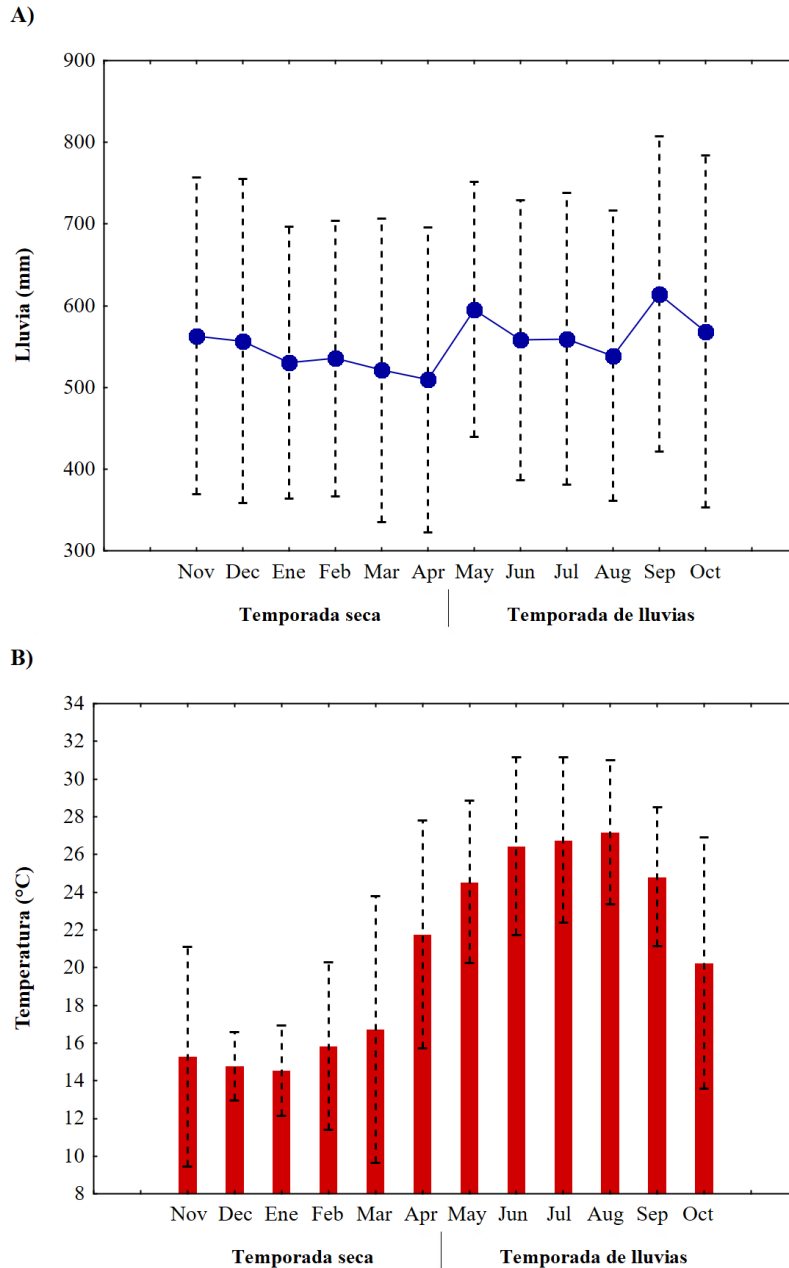 A)
900
800
700
600
500
400
300
Lluvia (mm)
Nov Dec Ene Feb Mar Apr May Jun Jul Aug Sep Oct
Temporada seca Temporada de lluvias
B)
34
32
30
28
26
24
22
20
18
16
14
12
10
8
Temperatura (°C)
Nov Dec Ene Feb Mar Apr May Jun Jul Aug Sep Oct
Temporada seca Temporada de lluvias